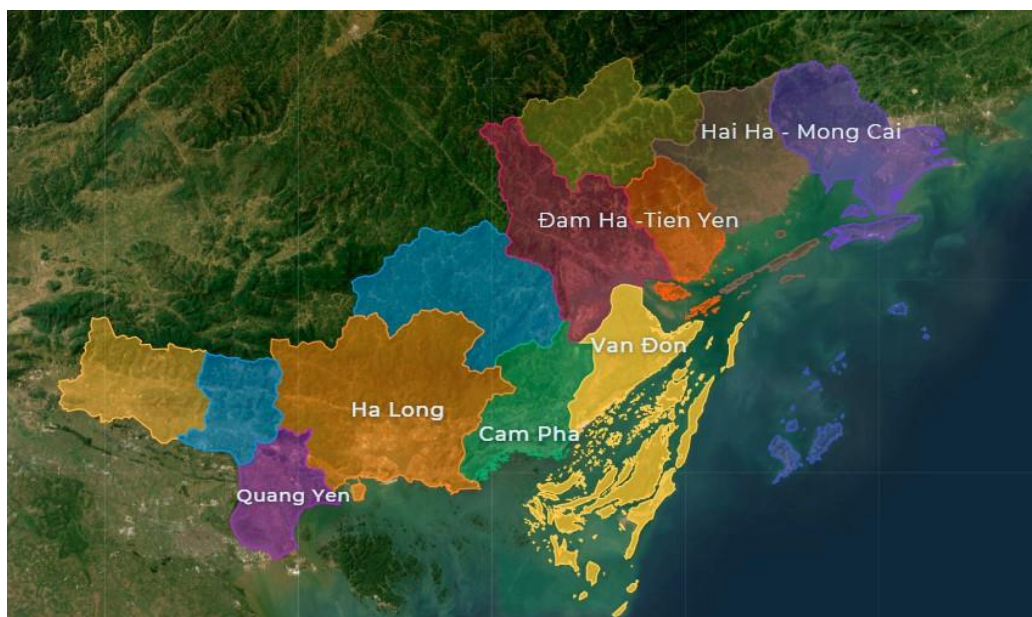 Hai Ha - Mong Cai
Đam Ha -Tien Yen
Van Đon
Ha Long
Cam Pha
Quang Yen